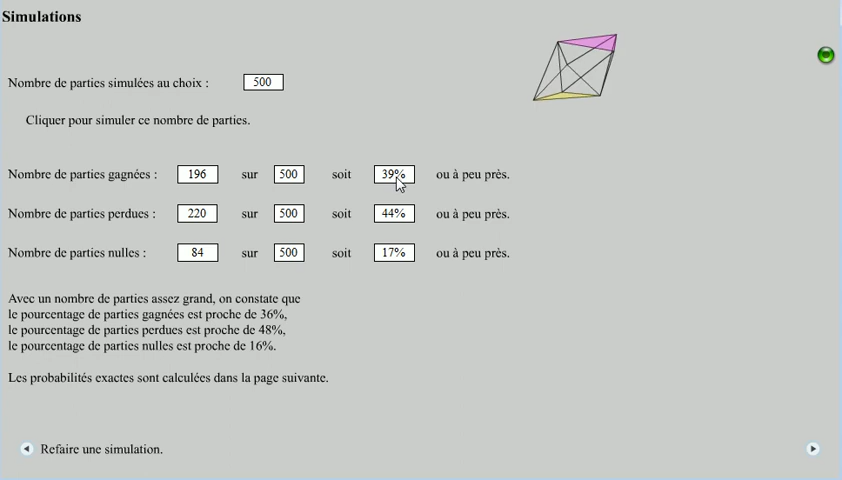 Simulations
Nombre de parties simulées au choix : 500
Cliquer pour simuler ce nombre de parties.
Nombre de parties gagnées : 196 sur 500 soit 39% ou à peu près.
Nombre de parties perdues : 220 sur 500 soit 44% ou à peu près.
Nombre de parties nulles : 84 sur 500 soit 17% ou à peu près.
Avec un nombre de parties assez grand, on constate que
le pourcentage de parties gagnées est proche de 36%,
le pourcentage de parties perdues est proche de 48%,
le pourcentage de parties nulles est proche de 16%.
Les probabilités exactes sont calculées dans la page suivante.
Refaire une simulation.